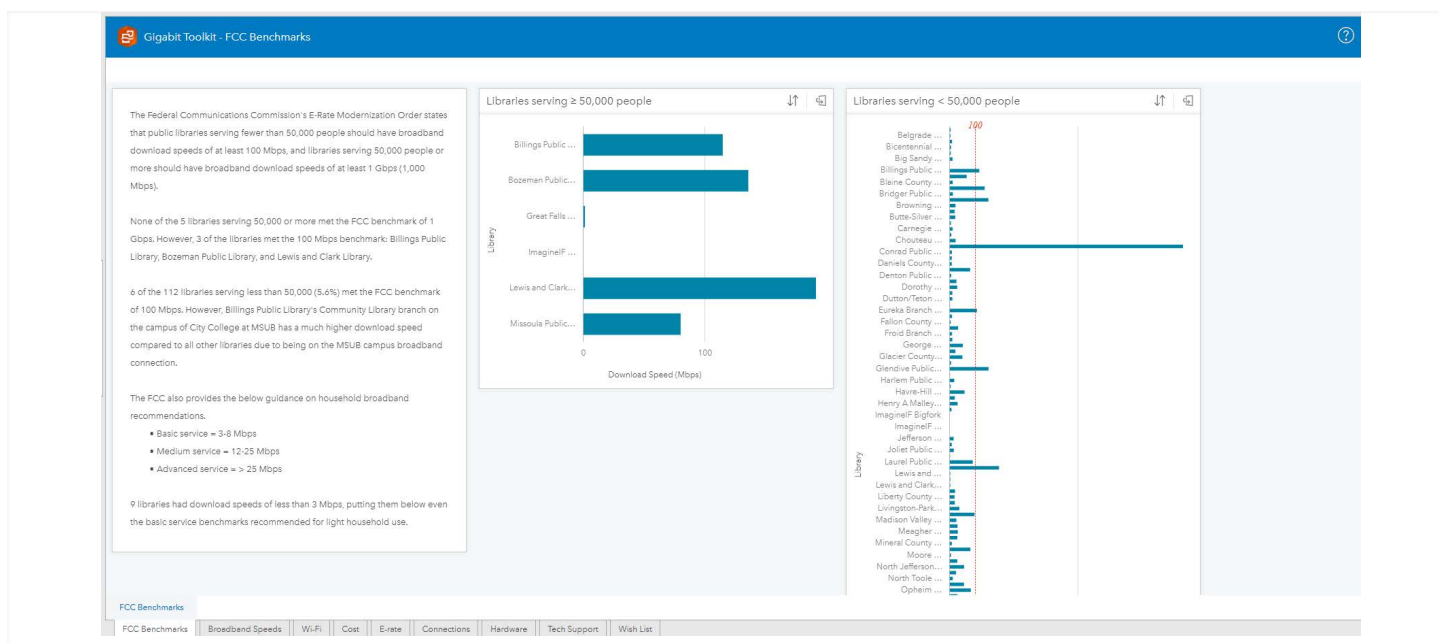 Gigabit Toolkit - FCC Benchmarks
The Federal Communications Commission's E-Rate Modernization Order states
that public libraries serving fewer than 50,000 people should have broadband
download speeds of at least 100 Mbps, and libraries serving 50,000 people or
more should have broadband download speeds of at least 1 Gbps (1,000
Mbps).
None of the 5 libraries serving 50,000 or more met the FCC benchmark of 1
Gbps. However, 3 of the libraries met the 100 Mbps benchmark: Billings Public
Library, Bozeman Public Library, and Lewis and Clark Library.
6 of the 112 libraries serving less than 50,000 (5.6%) met the FCC benchmark
of 100 Mbps. However, Billings Public Library's Community Library branch on
the campus of City College at MSUB has a much higher download speed
compared to all other libraries due to being on the MSUB campus broadband
connection.
The FCC also provides the below guidance on household broadband
recommendations.
• Basic service = 3-8 Mbps
• Medium service = 12-25 Mbps
• Advanced service = > 25 Mbps
9 libraries had download speeds of less than 3 Mbps, putting them below even
the basic service benchmarks recommended for light household use.
Libraries serving ≥ 50,000 people
Library
Billings Public ...
Bozeman Public...
Great Falls ...
ImagineIF ...
Lewis and Clark...
Missoula Public...
0 100
Download Speed (Mbps)
Libraries serving < 50,000 people
100
Library
Belgrade ...
Bicentennial ...
Big Sandy ...
Billings Public ...
Blaine County ...
Bridger Public ...
Browning ...
Butte-Silver ...
Carnegie ...
Chouteau ...
Conrad Public ...
Daniels County...
Denton Public ...
Dorothy ...
Dutton/Teton ...
Eureka Branch ...
Fallon County ...
Froid Branch ...
George ...
Glacier County...
Glendive Public...
Harlem Public ...
Havre-Hill ...
Henry A Malley...
ImagineIF Bigfork
ImagineIF ...
Jefferson ...
Joliet Public ...
Laurel Public ...
Lewis and ...
Lewis and Clark...
Liberty County ...
Livingston-Park...
Madison Valley ...
Meagher ...
Mineral County ...
Moore ...
North Jefferson...
North Toole ...
Opheim ...
FCC Benchmarks
FCC Benchmarks Broadband Speeds Wi-Fi Cost E-rate Connections Hardware Tech Support Wish List